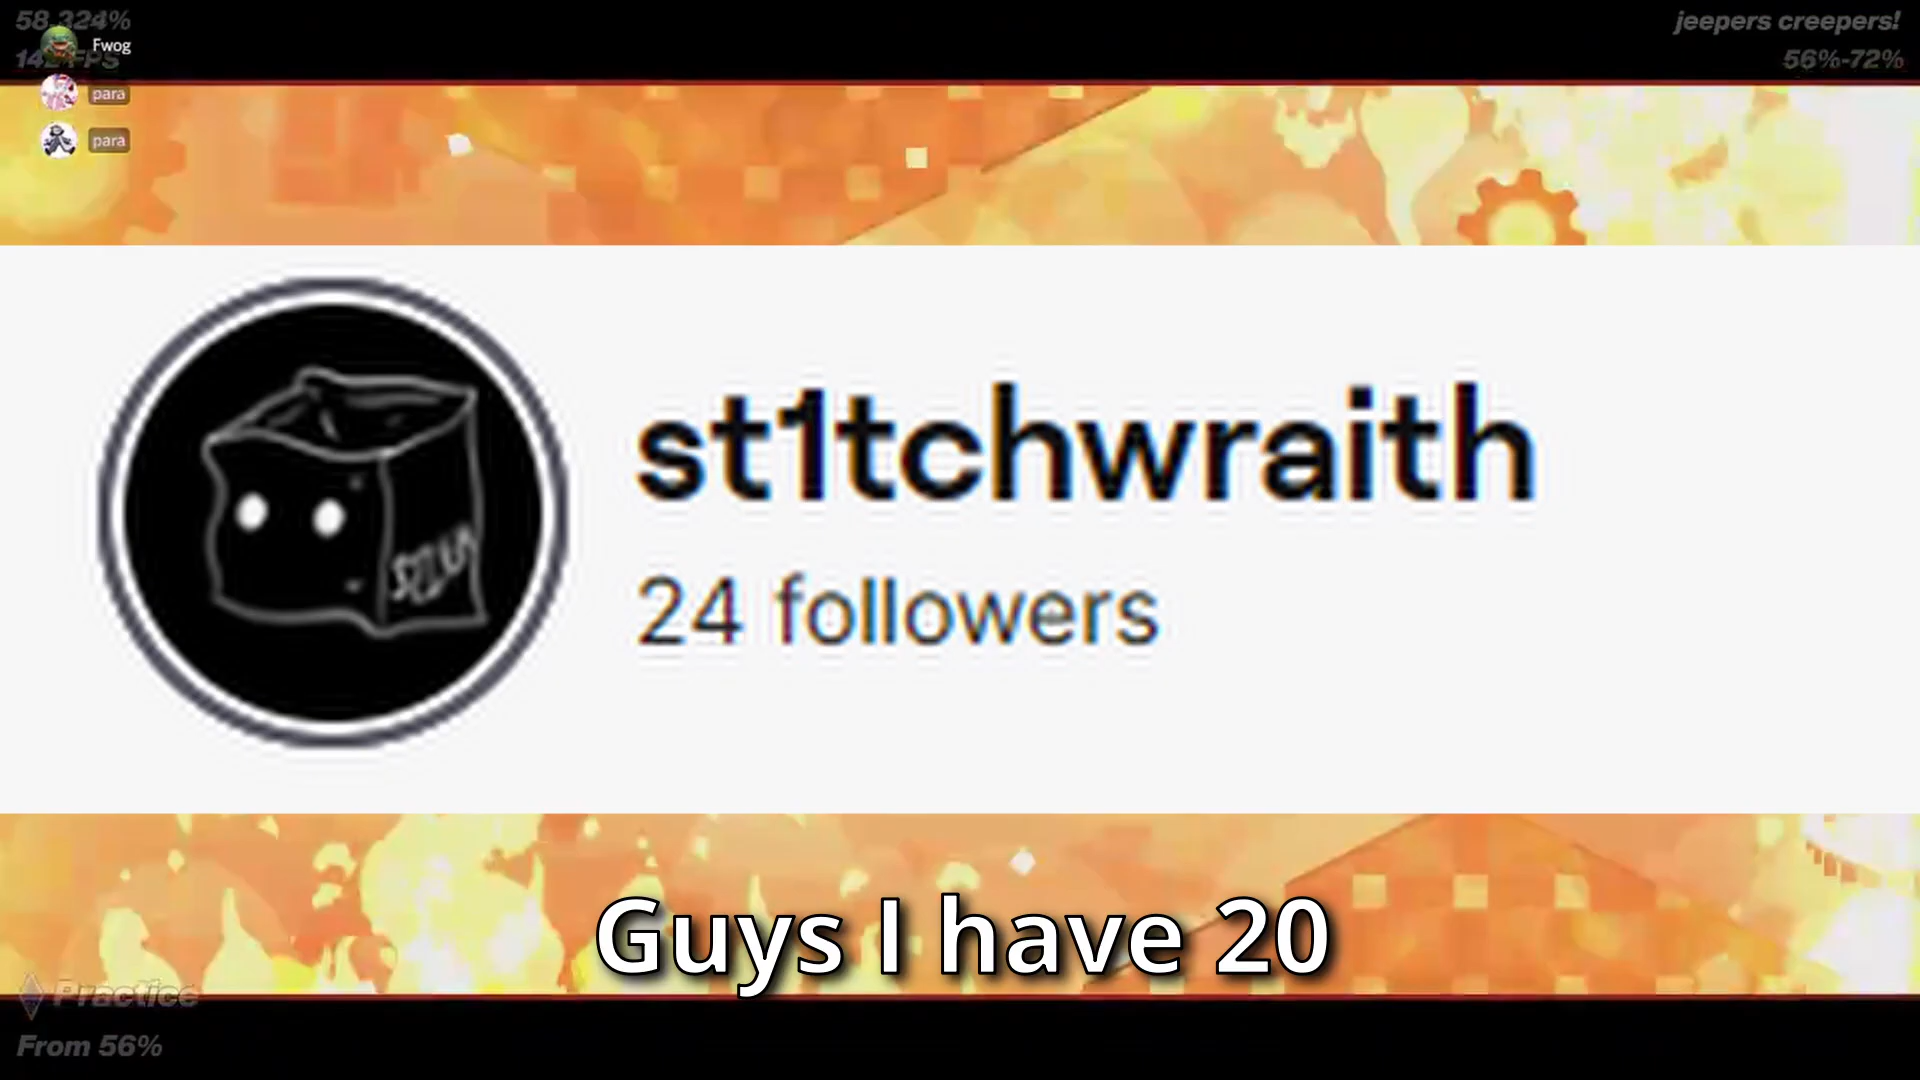 58.324%
jeepers creepers!
Fwog
56%-72%
para
para
st1tchwraith
24 followers
Guys I have 20
Practice
From 56%